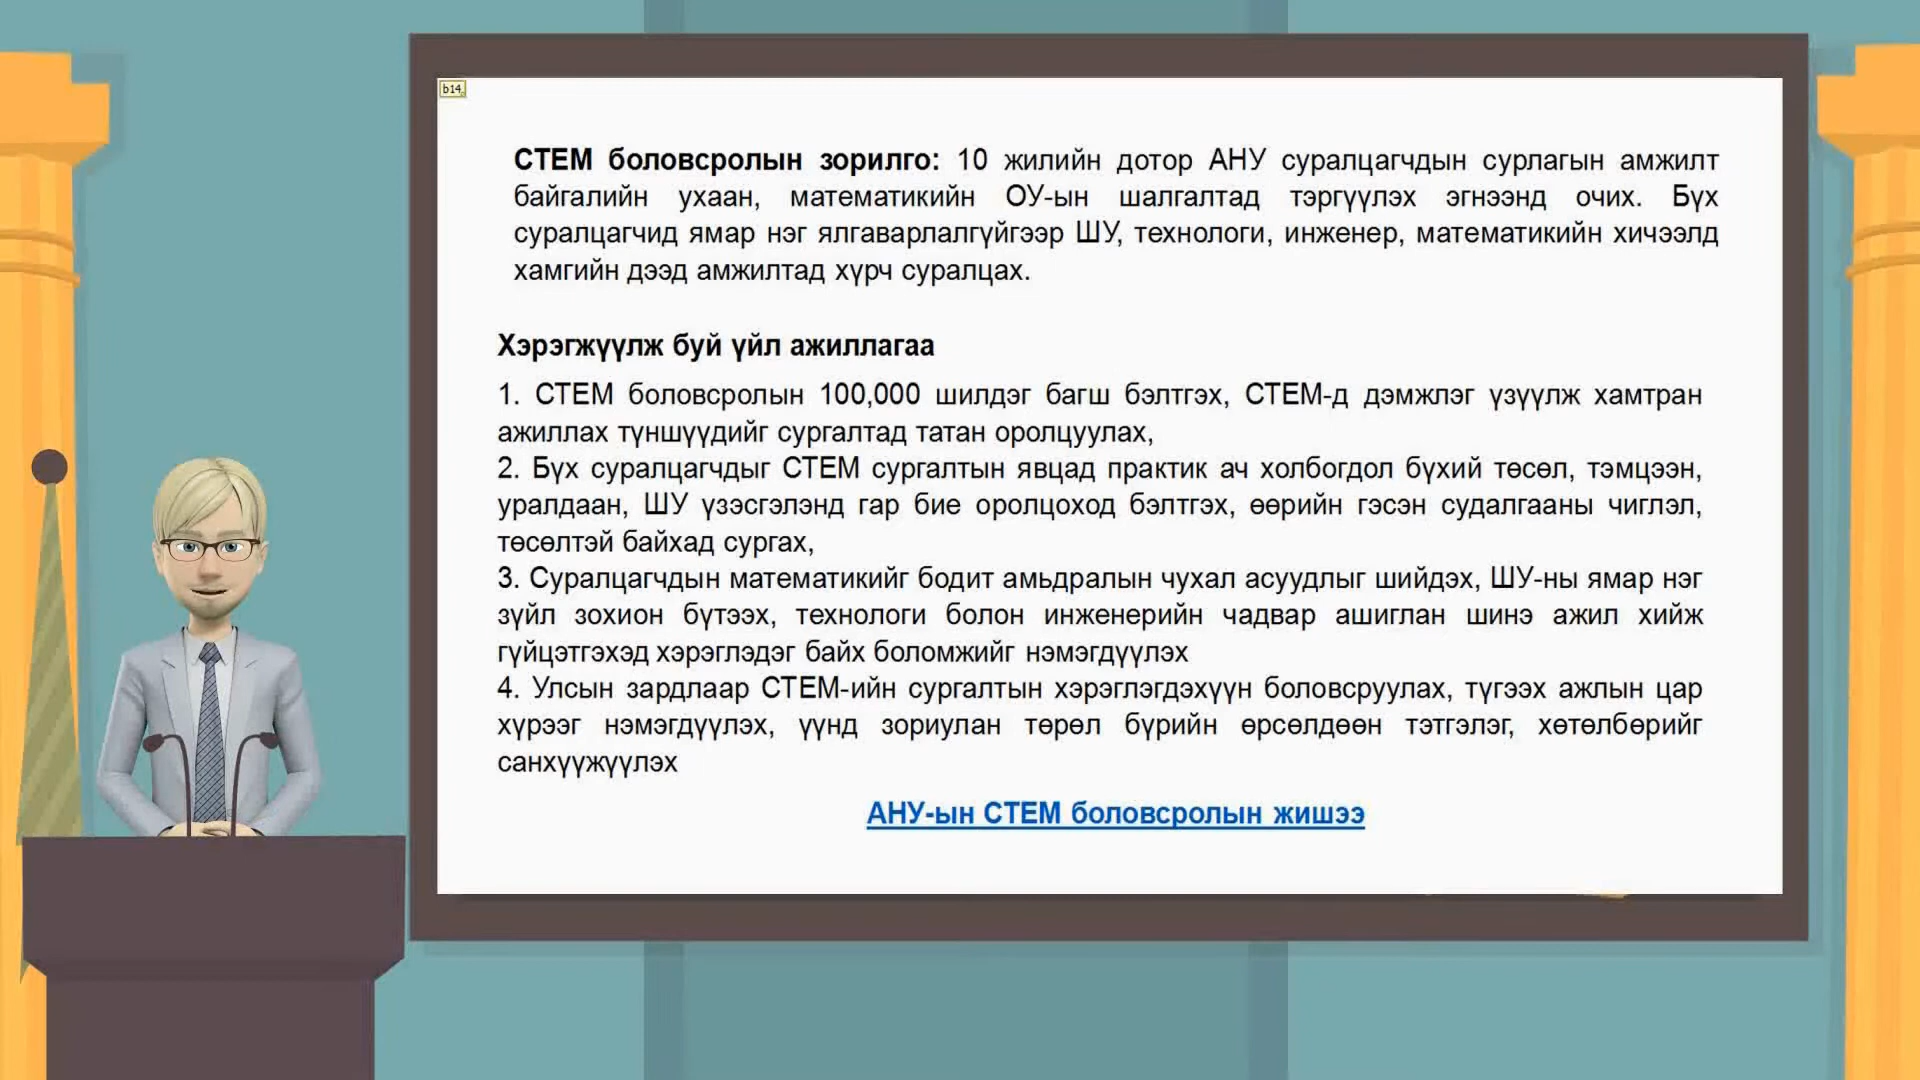 b14
СТЕМ боловсролын зорилго: 10 жилийн дотор АНУ суралцагчдын сурлагын амжилт
байгалийн ухаан, математикийн ОУ-ын шалгалтад тэргүүлэх эгнээнд очих. Бүх
суралцагчид ямар нэг ялгаварлалгүйгээр ШУ, технологи, инженер, математикийн хичээлд
хамгийн дээд амжилтад хүрч суралцах.
Хэрэгжүүлж буй үйл ажиллагаа
1. СТЕМ боловсролын 100,000 шилдэг багш бэлтгэх, СТЕМ-д дэмжлэг үзүүлж хамтран
ажиллах түншүүдийг сургалтад татан оролцуулах,
2. Бүх суралцагчдыг СТЕМ сургалтын явцад практик ач холбогдол бүхий төсөл, тэмцээн,
уралдаан, ШУ үзэсгэлэнд гар бие оролцоход бэлтгэх, өөрийн гэсэн судалгааны чиглэл,
төсөлтэй байхад сургах,
3. Суралцагчдын математикийг бодит амьдралын чухал асуудлыг шийдэх, ШУ-ны ямар нэг
зүйл зохион бүтээх, технологи болон инженерийн чадвар ашиглан шинэ ажил хийж
гүйцэтгэхэд хэрэглэдэг байх боломжийг нэмэгдүүлэх
4. Улсын зардлаар СТЕМ-ийн сургалтын хэрэглэгдэхүүн боловсруулах, түгээх ажлын цар
хүрээг нэмэгдүүлэх, үүнд зориулан төрөл бүрийн өрсөлдөөн тэтгэлэг, хөтөлбөрийг
санхүүжүүлэх
АНУ-ын СТЕМ боловсролын жишээ